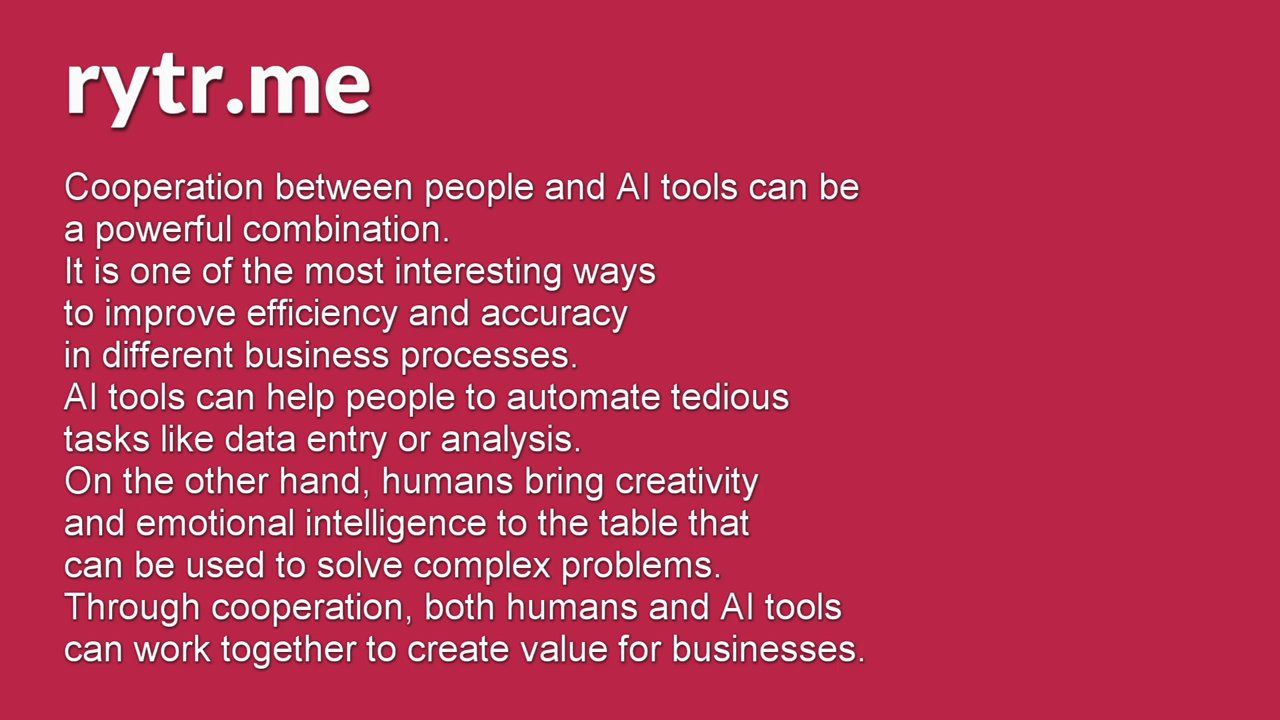 rytr.me
Cooperation between people and AI tools can be
a powerful combination.
It is one of the most interesting ways
to improve efficiency and accuracy
in different business processes.
AI tools can help people to automate tedious
tasks like data entry or analysis.
On the other hand, humans bring creativity
and emotional intelligence to the table that
can be used to solve complex problems.
Through cooperation, both humans and AI tools
can work together to create value for businesses.